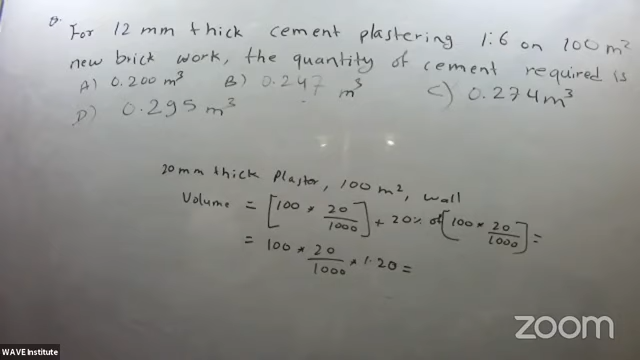 Q. For 12 mm thick cement plastering 1:6 on 100 m²
new brick work, the quantity of cement required is
A) 0.200 m³ B) 0.247 m³ C) 0.274 m³
D) 0.295 m³
20 mm thick plaster, 100 m², wall
Volume = [100 * 20/1000] + 20% of [100 * 20/1000] =
= 100 * 20/1000 * 1.20 =
zoom
WAVE Institute